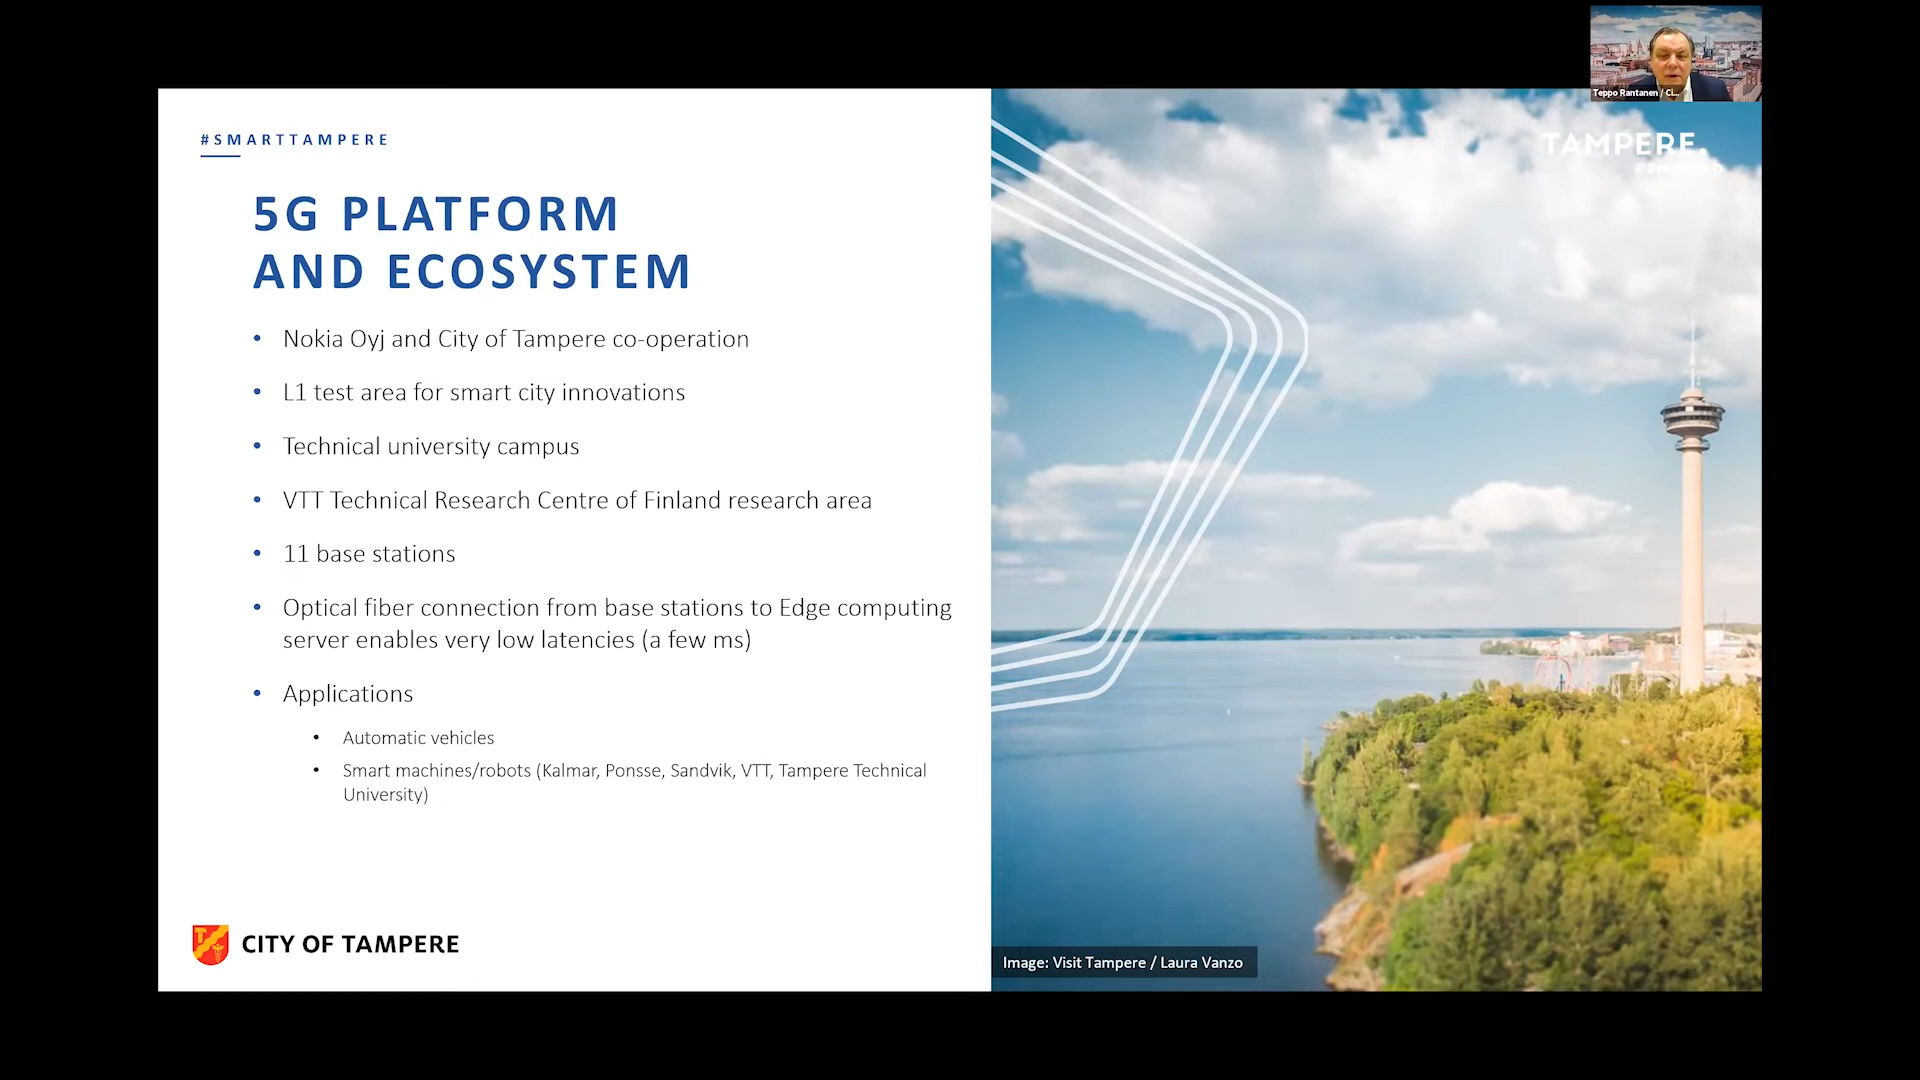 Teppo Rantanen / Ci...
#SMARTTAMPERE
TAMPERE.
FINLAND
5G PLATFORM
AND ECOSYSTEM
• Nokia Oyj and City of Tampere co-operation
• L1 test area for smart city innovations
• Technical university campus
• VTT Technical Research Centre of Finland research area
• 11 base stations
• Optical fiber connection from base stations to Edge computing
server enables very low latencies (a few ms)
• Applications
• Automatic vehicles
• Smart machines/robots (Kalmar, Ponsse, Sandvik, VTT, Tampere Technical
University)
CITY OF TAMPERE
Image: Visit Tampere / Laura Vanzo